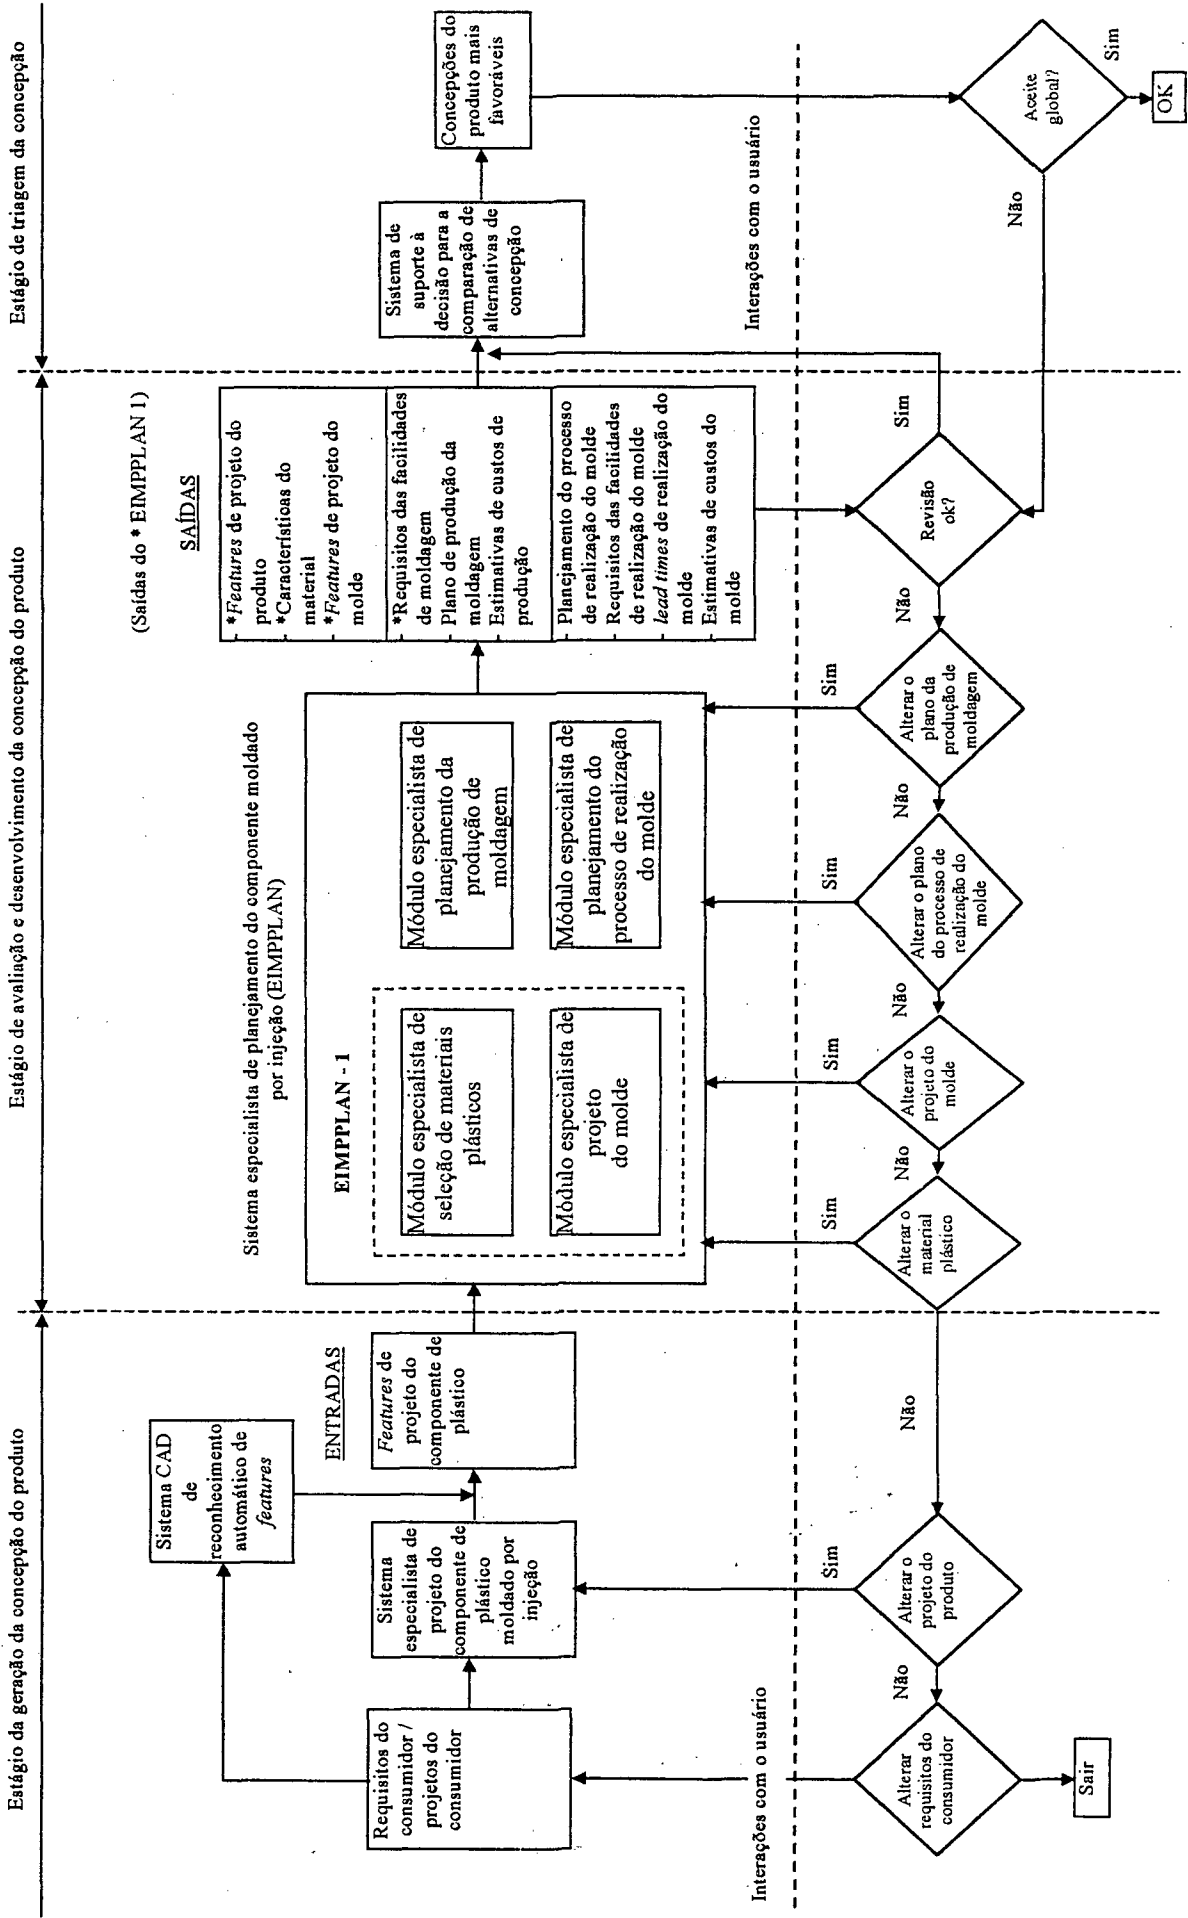 Estágio da geração da concepção do produto
Estágio de avaliação e desenvolvimento da concepção do produto
Estágio de triagem da concepção
Sistema CAD
de
reconhecimento
automático de
features
ENTRADAS
Requisitos do
consumidor /
projetos do
consumidor
Sistema
especialista de
projeto do
componente de
plástico
moldado por
injeção
Features de
projeto do
componente de
plástico
Sistema especialista de planejamento do componente moldado
por injeção (EIMPPLAN)
EIMPPLAN - 1
Módulo especialista de
seleção de materiais
plásticos
Módulo especialista de
projeto
do molde
Módulo especialista de
planejamento da
produção de
moldagem
Módulo especialista de
planejamento do
processo de realização
do molde
(Saídas do * EIMPPLAN 1)
SAÍDAS
*Features de projeto do
produto
*Características do
material
*Features de projeto do
molde
*Requisitos das facilidades
de moldagem
Plano de produção da
moldagem
Estimativas de custos de
produção
Planejamento do processo
de realização do molde
Requisitos das facilidades
de realização do molde
lead times de realização do
molde
Estimativas de custos do
molde
Sistema de
suporte à
decisão para a
comparação de
alternativas de
concepção
Concepções do
produto mais
favoráveis
Interações com o usuário
Interações com o usuário
Alterar
requisitos do
consumidor
Sair
Não
Alterar o
projeto do
produto
Sim
Não
Alterar o
material
plástico
Sim
Não
Alterar o
projeto do
molde
Sim
Não
Alterar o plano
do processo de
realização do
molde
Sim
Não
Alterar o
plano da
produção de
moldagem
Sim
Não
Revisão
ok?
Sim
Não
Aceite
global?
Sim
OK